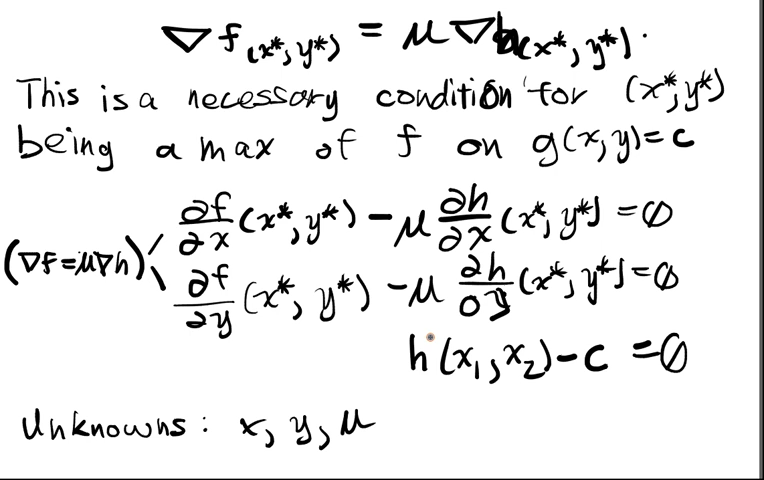 ∇f(x*,y*) = μ∇h(x*,y*).
This is a necessary condition for (x*,y*)
being a max of f on g(x,y)=c
(∇f=μ∇h) ∂f/∂x (x*,y*) − μ ∂h/∂x (x*,y*) = 0
∂f/∂y (x*,y*) − μ ∂h/∂y (x*,y*) = 0
h(x₁,x₂)−c = 0
Unknowns: x, y, μ